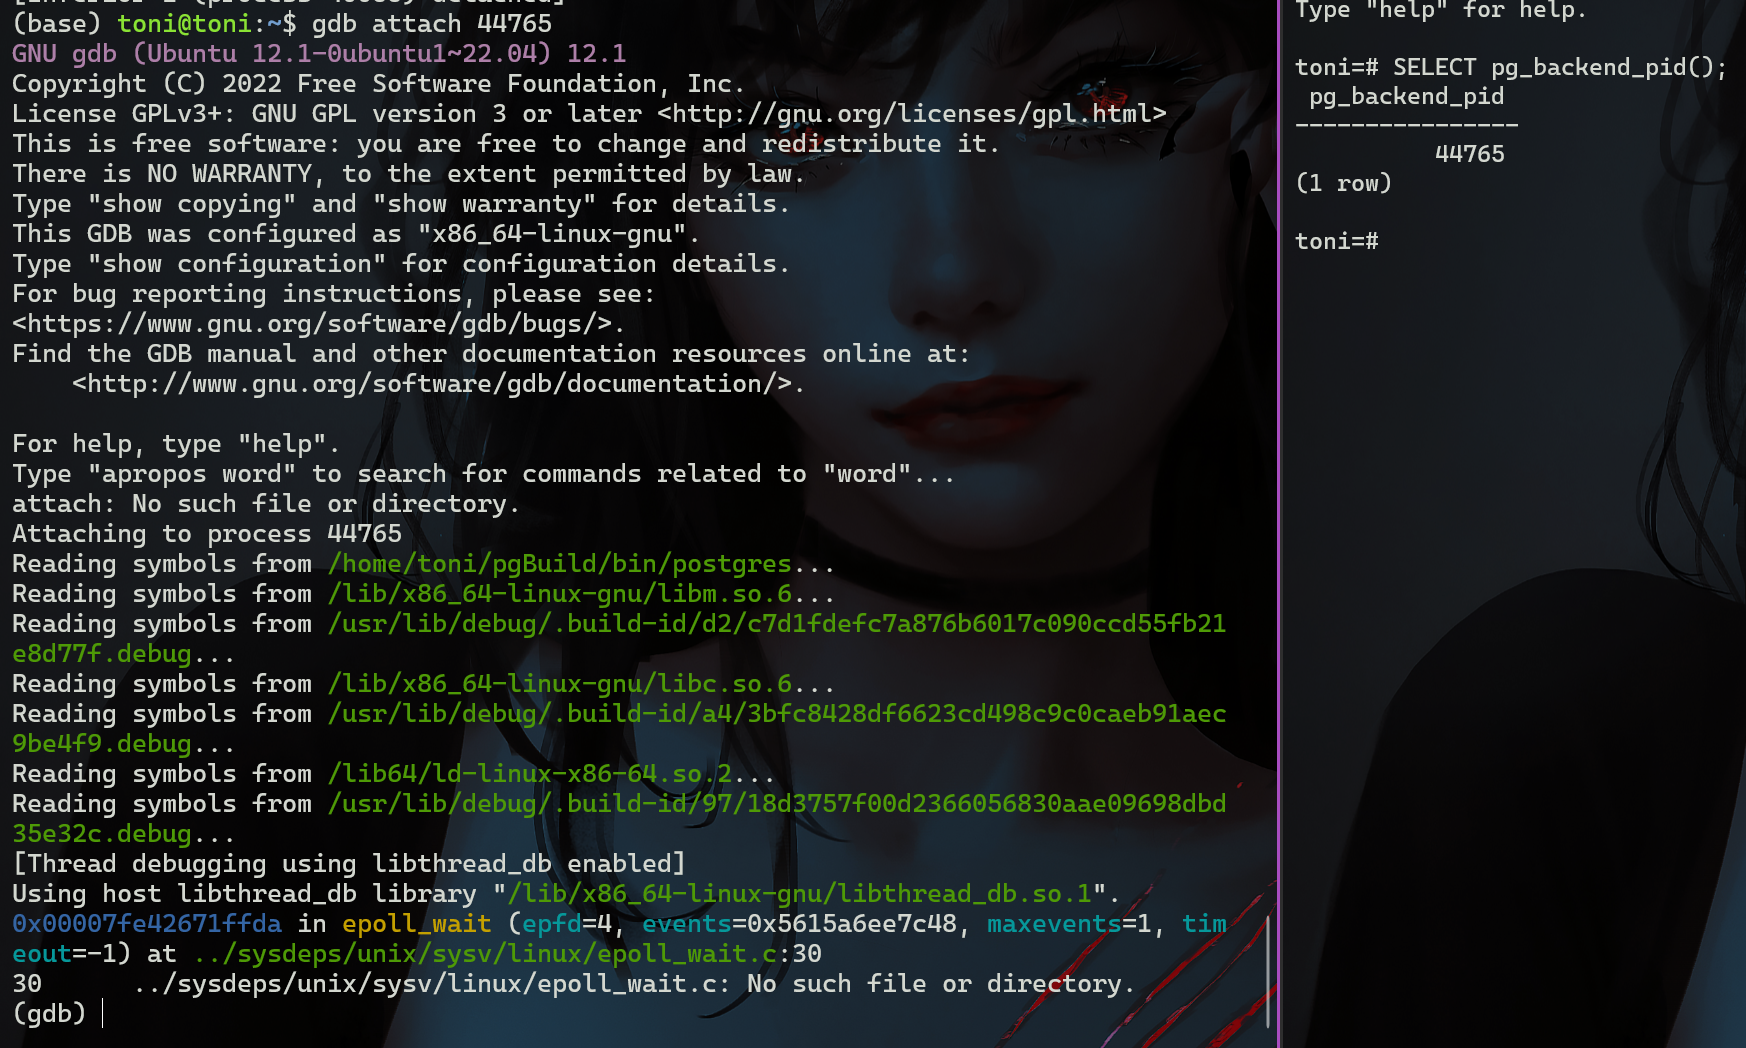 (base) toni@toni:~$ gdb attach 44765
GNU gdb (Ubuntu 12.1-0ubuntu1~22.04) 12.1
Copyright (C) 2022 Free Software Foundation, Inc.
License GPLv3+: GNU GPL version 3 or later <http://gnu.org/licenses/gpl.html>
This is free software: you are free to change and redistribute it.
There is NO WARRANTY, to the extent permitted by law.
Type "show copying" and "show warranty" for details.
This GDB was configured as "x86_64-linux-gnu".
Type "show configuration" for configuration details.
For bug reporting instructions, please see:
<https://www.gnu.org/software/gdb/bugs/>.
Find the GDB manual and other documentation resources online at:
    <http://www.gnu.org/software/gdb/documentation/>.

For help, type "help".
Type "apropos word" to search for commands related to "word"...
attach: No such file or directory.
Attaching to process 44765
Reading symbols from /home/toni/pgBuild/bin/postgres...
Reading symbols from /lib/x86_64-linux-gnu/libm.so.6...
Reading symbols from /usr/lib/debug/.build-id/d2/c7d1fdefc7a876b6017c090ccd55fb21
e8d77f.debug...
Reading symbols from /lib/x86_64-linux-gnu/libc.so.6...
Reading symbols from /usr/lib/debug/.build-id/a4/3bfc8428df6623cd498c9c0caeb91aec
9be4f9.debug...
Reading symbols from /lib64/ld-linux-x86-64.so.2...
Reading symbols from /usr/lib/debug/.build-id/97/18d3757f00d2366056830aae09698dbd
35e32c.debug...
[Thread debugging using libthread_db enabled]
Using host libthread_db library "/lib/x86_64-linux-gnu/libthread_db.so.1".
0x00007fe42671ffda in epoll_wait (epfd=4, events=0x5615a6ee7c48, maxevents=1, tim
eout=-1) at ../sysdeps/unix/sysv/linux/epoll_wait.c:30
30      ../sysdeps/unix/sysv/linux/epoll_wait.c: No such file or directory.
(gdb)
Type "help" for help.

toni=# SELECT pg_backend_pid();
 pg_backend_pid
----------------
          44765
(1 row)

toni=#